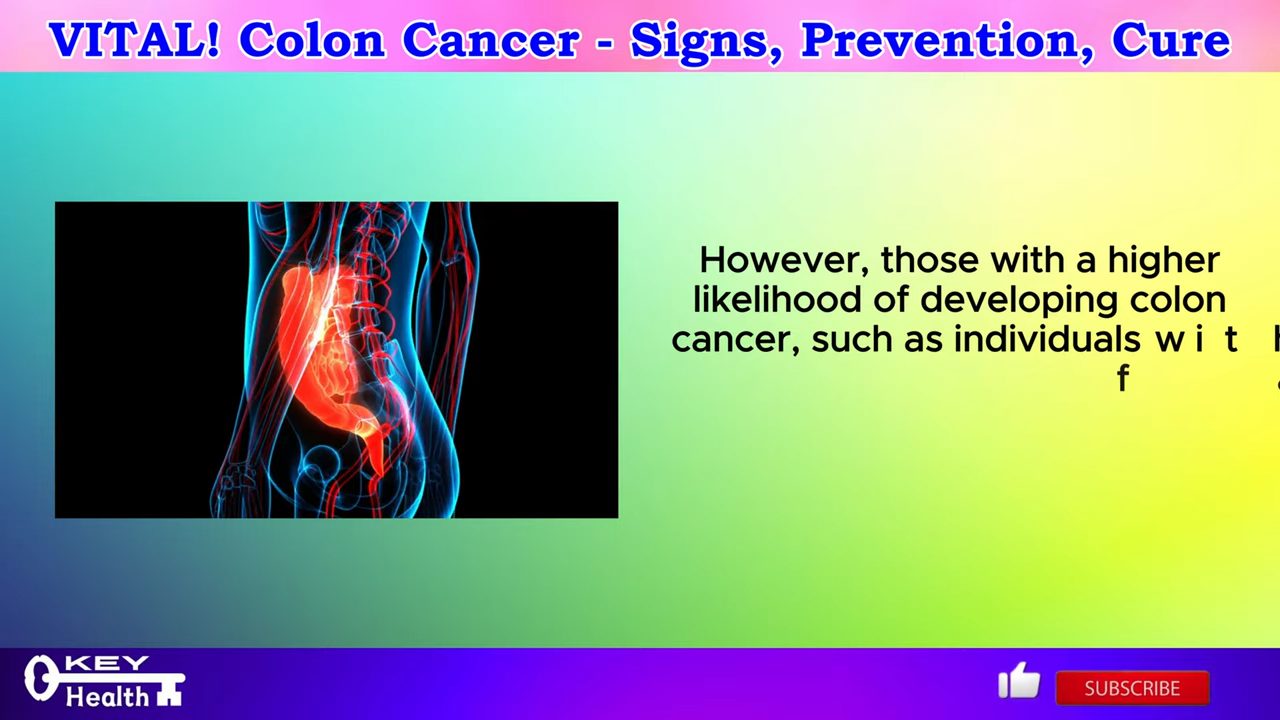 VITAL! Colon Cancer - Signs, Prevention, Cure
However, those with a higher
likelihood of developing colon
cancer, such as individuals w i t h
f
KEY
Health
SUBSCRIBE